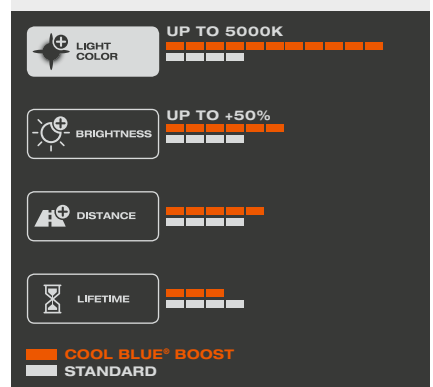 UP TO 5000K
LIGHT
COLOR
UP TO +50%
BRIGHTNESS
DISTANCE
LIFETIME
COOL BLUE® BOOST
STANDARD